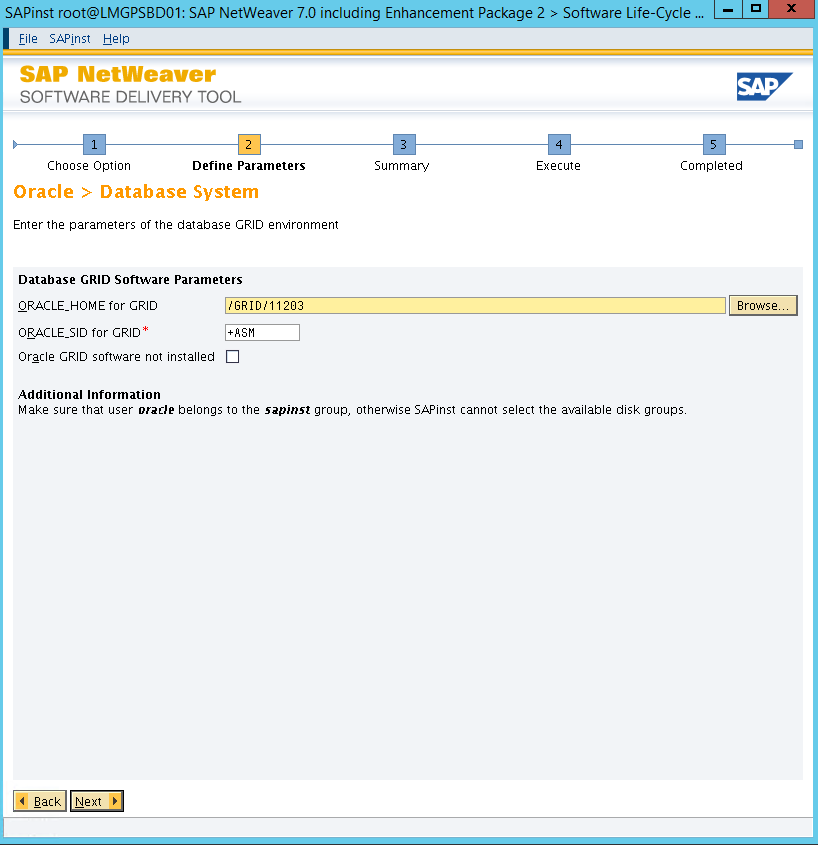 SAPinst root@LMGPSBD01: SAP NetWeaver 7.0 including Enhancement Package 2 > Software Life-Cycle ...
File SAPinst Help
SAP NetWeaver
SOFTWARE DELIVERY TOOL
SAP
1 2 3 4 5
Choose Option Define Parameters Summary Execute Completed
Oracle > Database System
Enter the parameters of the database GRID environment
Database GRID Software Parameters
ORACLE_HOME for GRID /GRID/11203 Browse...
ORACLE_SID for GRID* +ASM
Oracle GRID software not installed
Additional Information
Make sure that user oracle belongs to the sapinst group, otherwise SAPinst cannot select the available disk groups.
Back Next